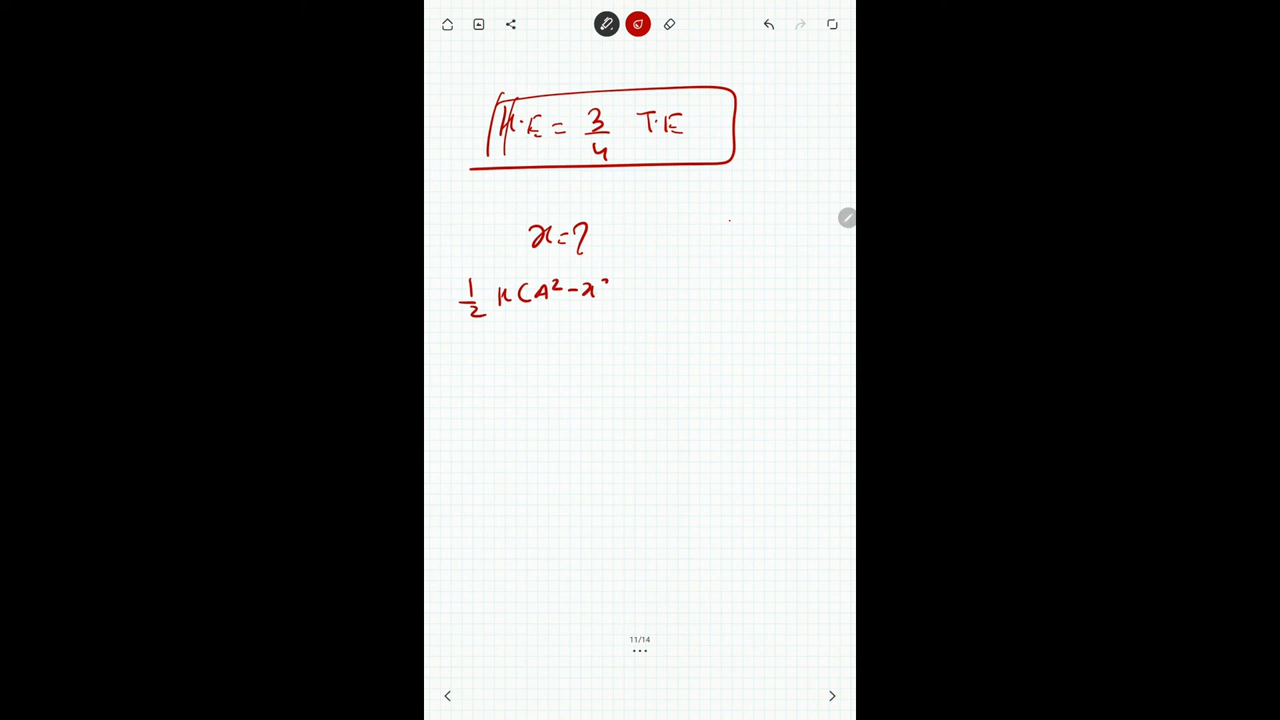 K.E = 3/4 T.E
x = ?
1/2 K(A² - x²
11/14